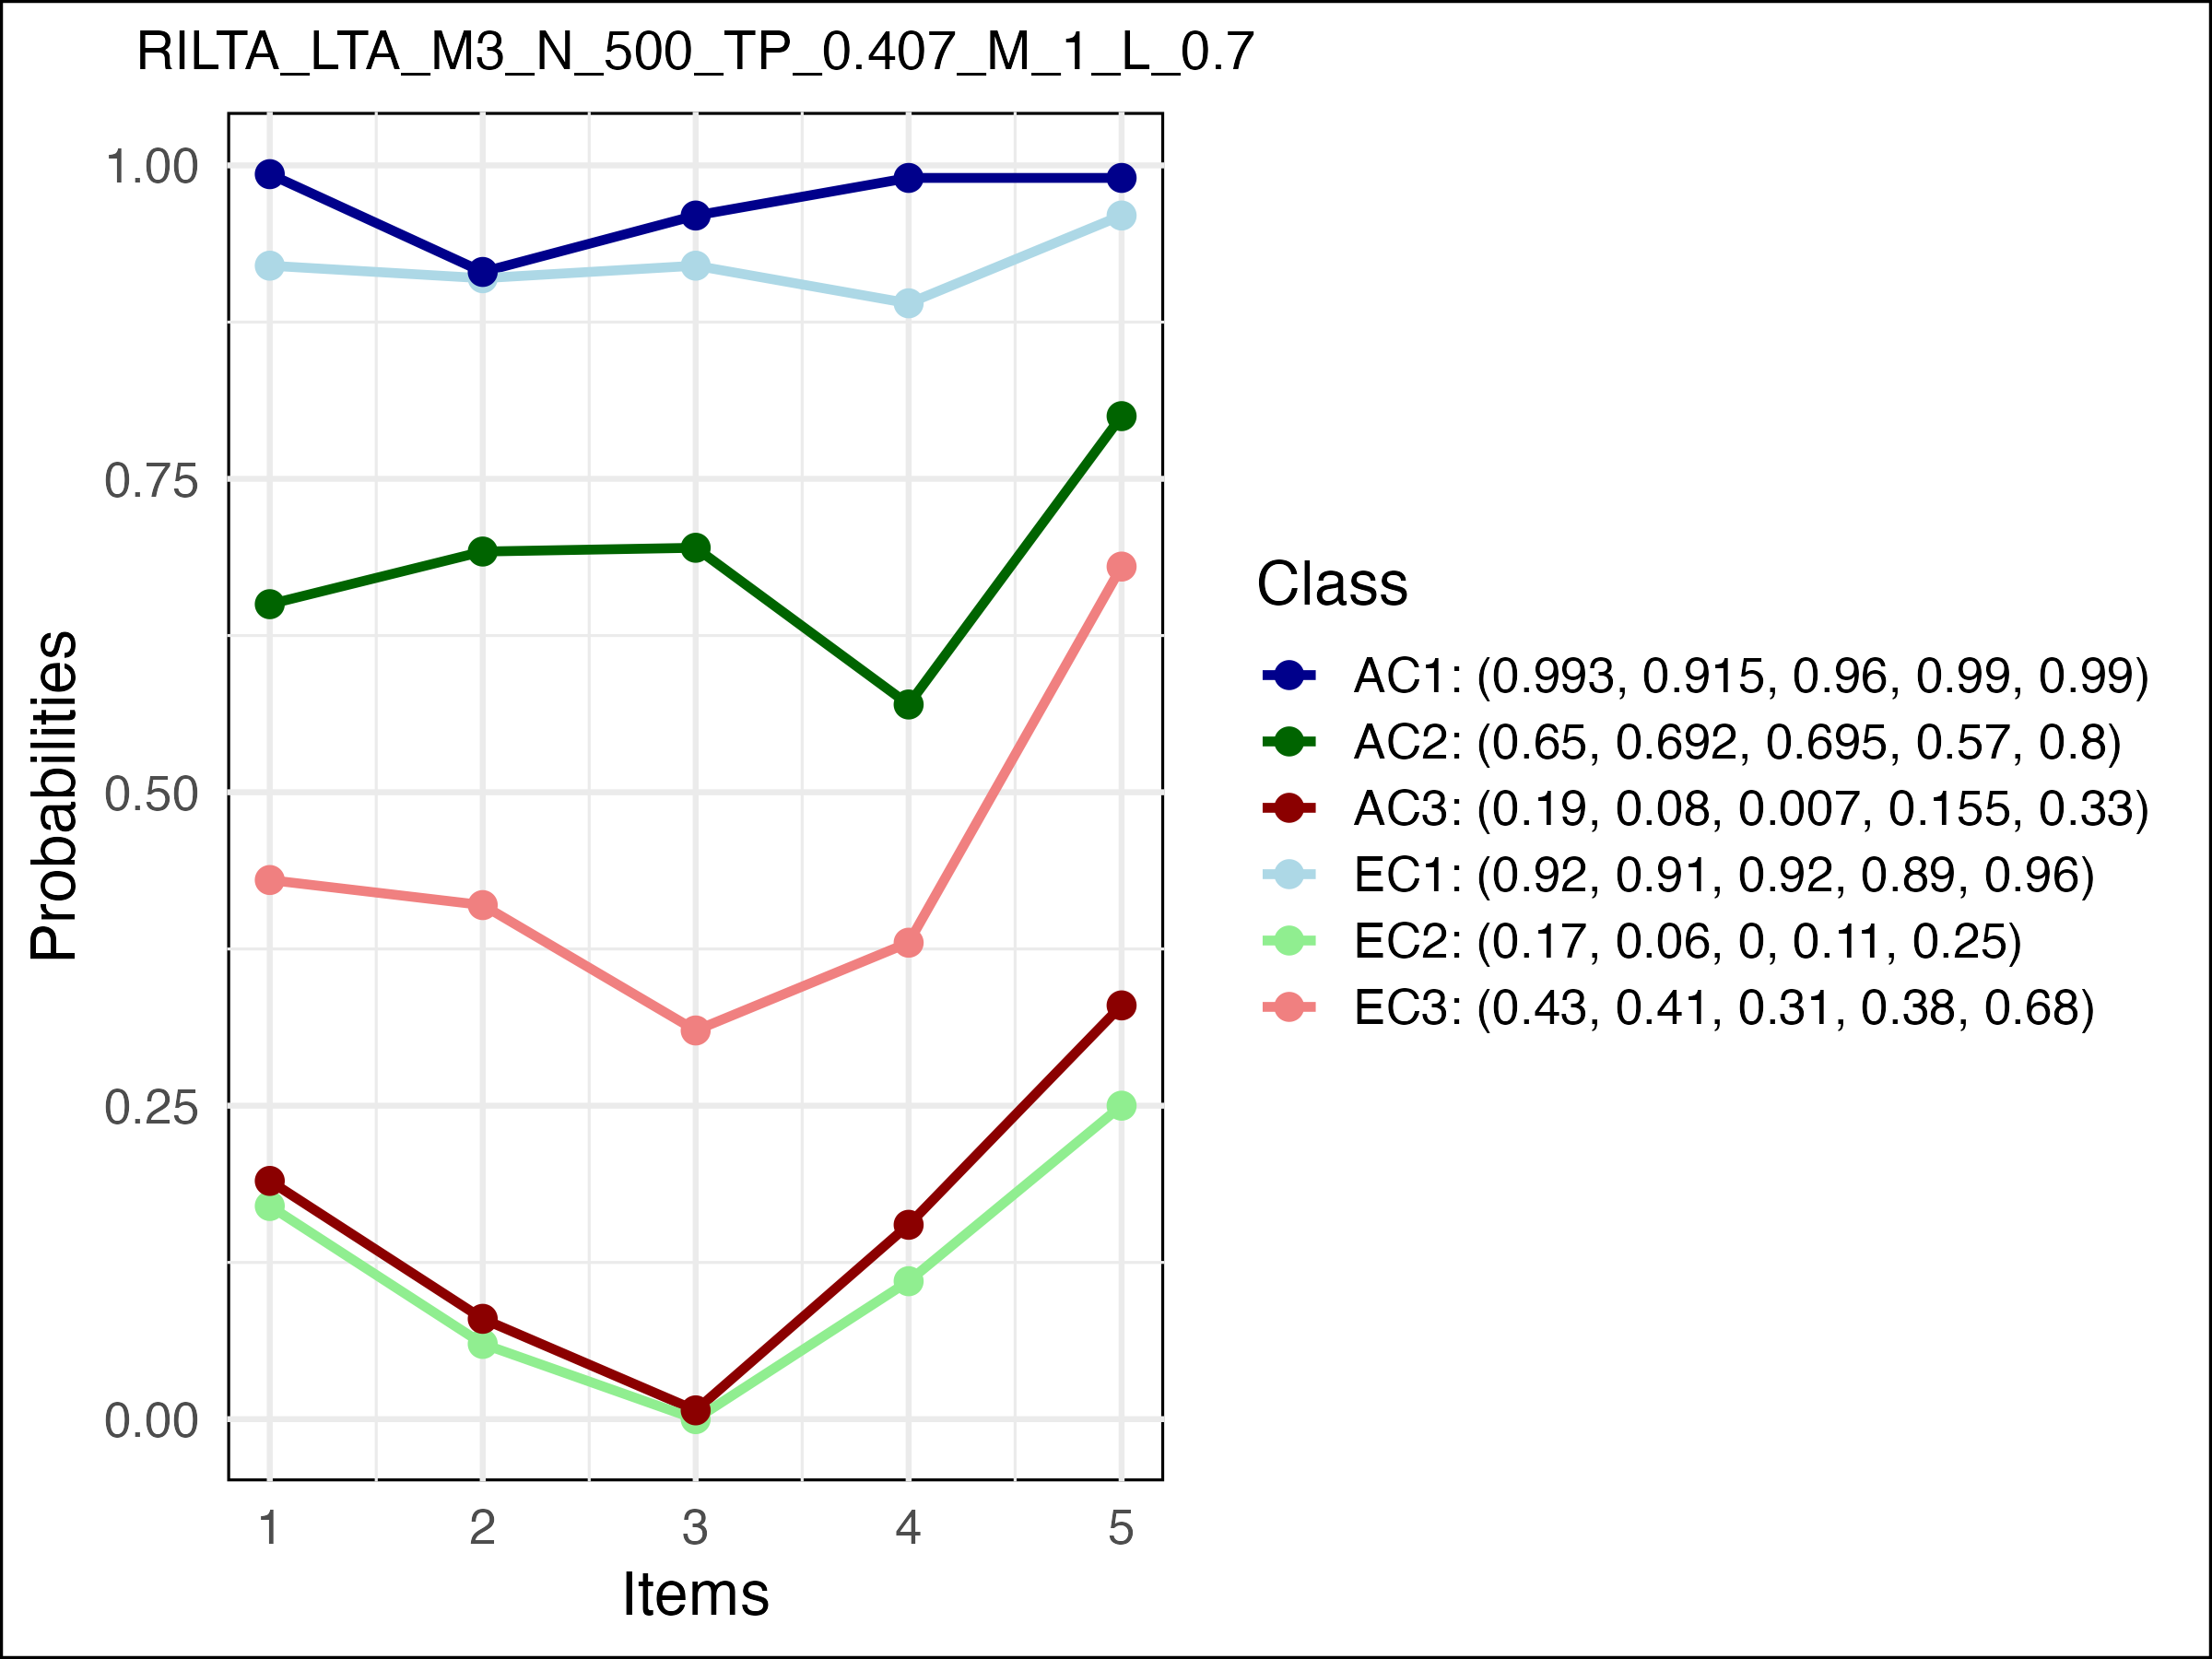 RILTA_LTA_M3_N_500_TP_0.407_M_1_L_0.7
1.00
0.75
0.50
0.25
0.00
Probabilities
1 2 3 4 5
Items
Class
AC1: (0.993, 0.915, 0.96, 0.99, 0.99)
AC2: (0.65, 0.692, 0.695, 0.57, 0.8)
AC3: (0.19, 0.08, 0.007, 0.155, 0.33)
EC1: (0.92, 0.91, 0.92, 0.89, 0.96)
EC2: (0.17, 0.06, 0, 0.11, 0.25)
EC3: (0.43, 0.41, 0.31, 0.38, 0.68)